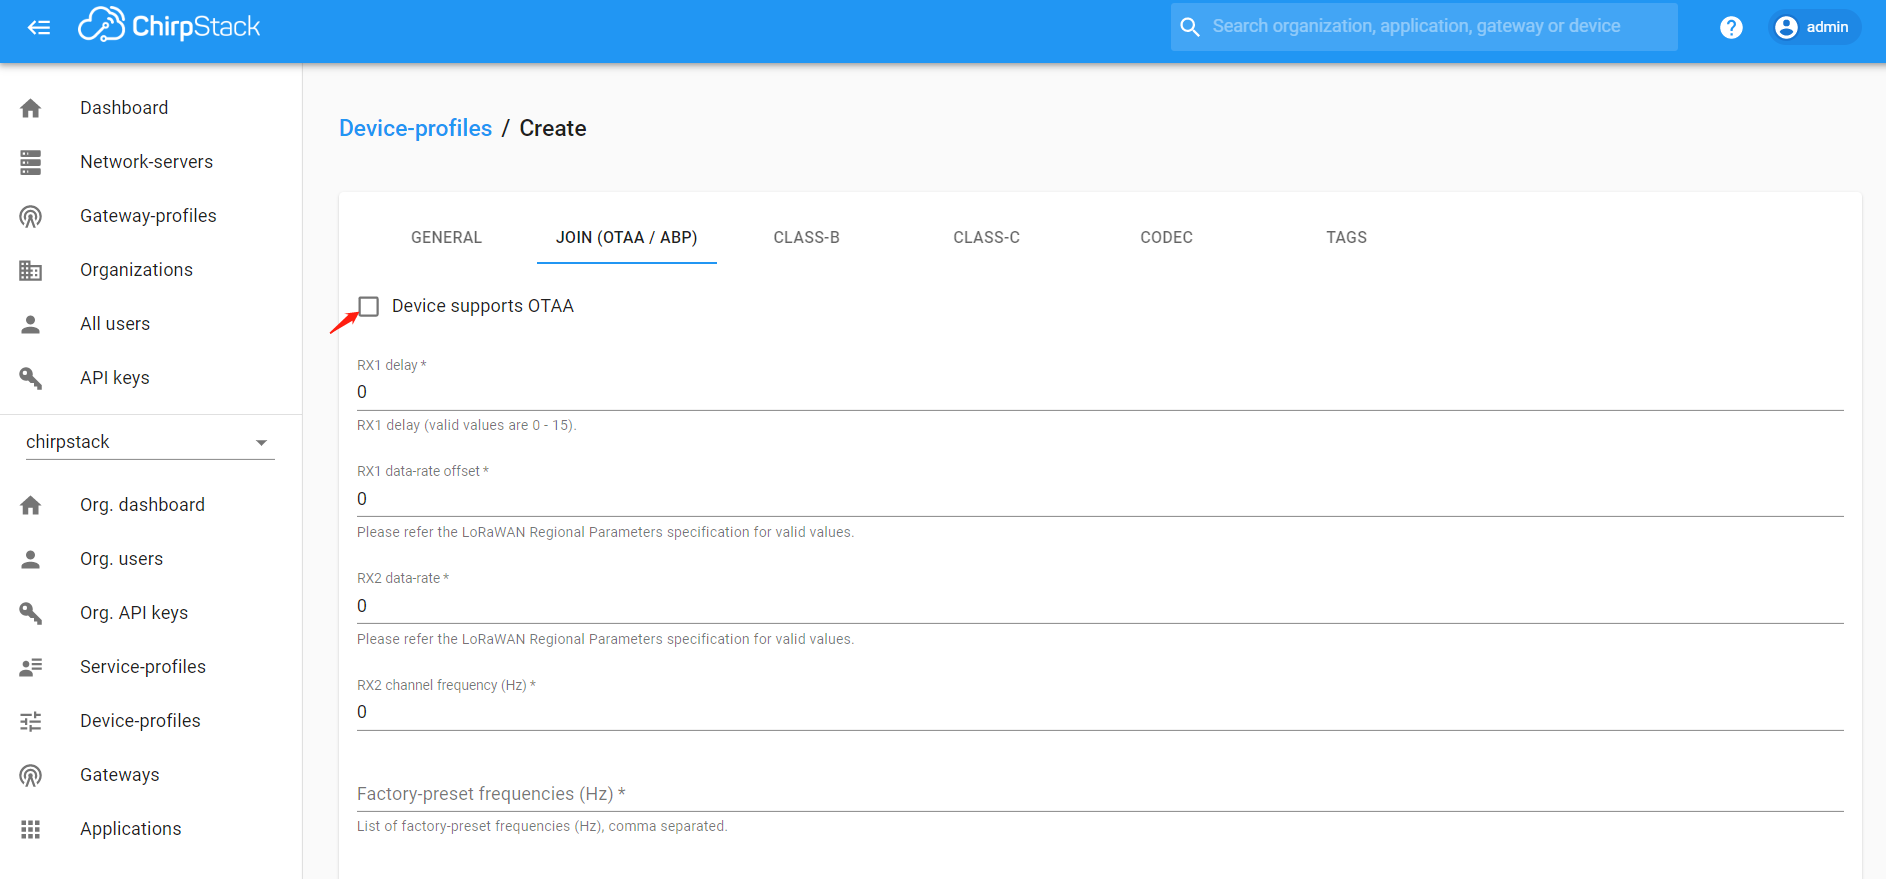 ChirpStack
Search organization, application, gateway or device
? admin
Dashboard
Network-servers
Gateway-profiles
Organizations
All users
API keys
chirpstack
Org. dashboard
Org. users
Org. API keys
Service-profiles
Device-profiles
Gateways
Applications
Device-profiles / Create
GENERAL JOIN (OTAA / ABP) CLASS-B CLASS-C CODEC TAGS
Device supports OTAA
RX1 delay *
0
RX1 delay (valid values are 0 - 15).
RX1 data-rate offset *
0
Please refer the LoRaWAN Regional Parameters specification for valid values.
RX2 data-rate *
0
Please refer the LoRaWAN Regional Parameters specification for valid values.
RX2 channel frequency (Hz) *
0
Factory-preset frequencies (Hz) *
List of factory-preset frequencies (Hz), comma separated.